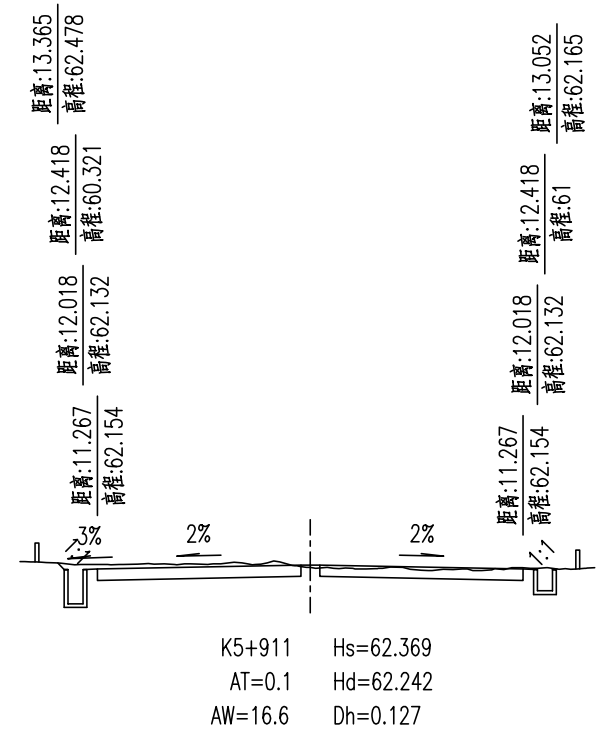 距离:13.365
高程:62.478
距离:12.418
高程:60.321
距离:12.018
高程:62.132
距离:11.267
高程:62.154
距离:13.052
高程:62.165
距离:12.418
高程:61
距离:12.018
高程:62.132
距离:11.267
高程:62.154
1:1
3%
2%
2%
1:1
K5+911 Hs=62.369
AT=0.1 Hd=62.242
AW=16.6 Dh=0.127